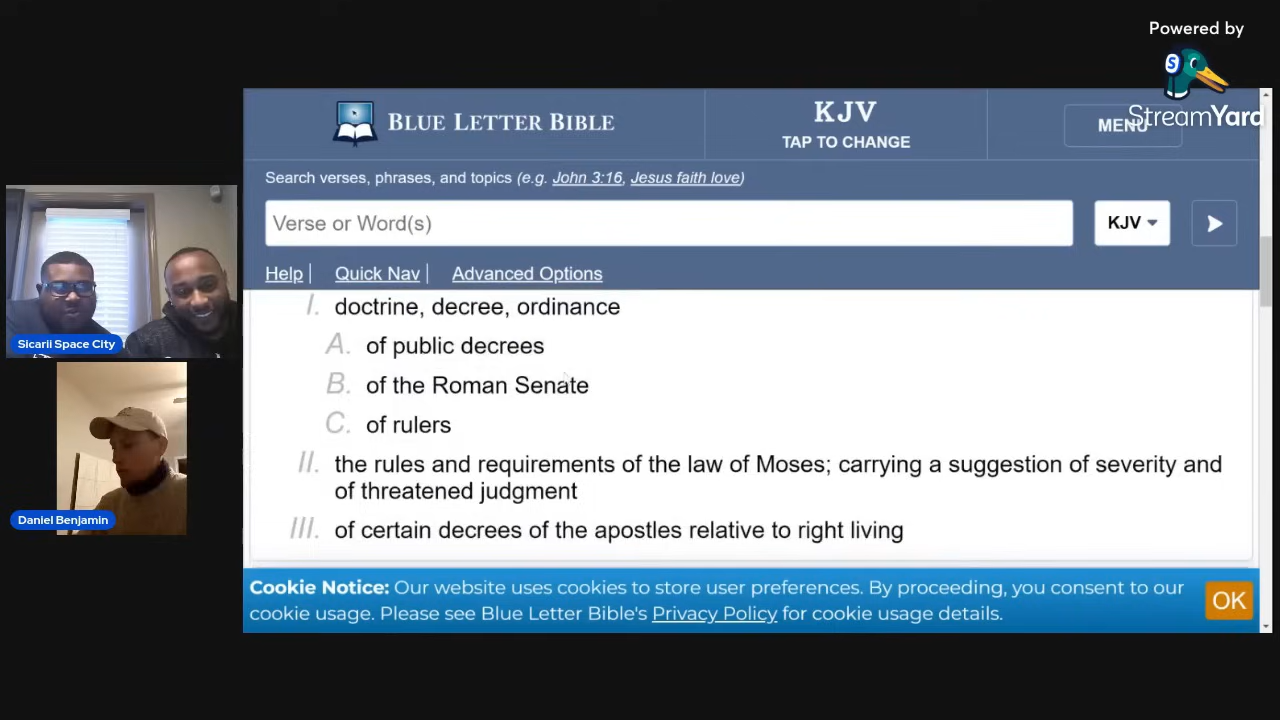 Powered by
StreamYard
BLUE LETTER BIBLE
KJV
TAP TO CHANGE
MENU
Search verses, phrases, and topics (e.g. John 3:16, Jesus faith love)
Verse or Word(s)
KJV
Help| Quick Nav| Advanced Options
I. doctrine, decree, ordinance
A. of public decrees
B. of the Roman Senate
C. of rulers
II. the rules and requirements of the law of Moses; carrying a suggestion of severity and
of threatened judgment
III. of certain decrees of the apostles relative to right living
Cookie Notice: Our website uses cookies to store user preferences. By proceeding, you consent to our
cookie usage. Please see Blue Letter Bible's Privacy Policy for cookie usage details.
OK
Sicarii Space City
Daniel Benjamin